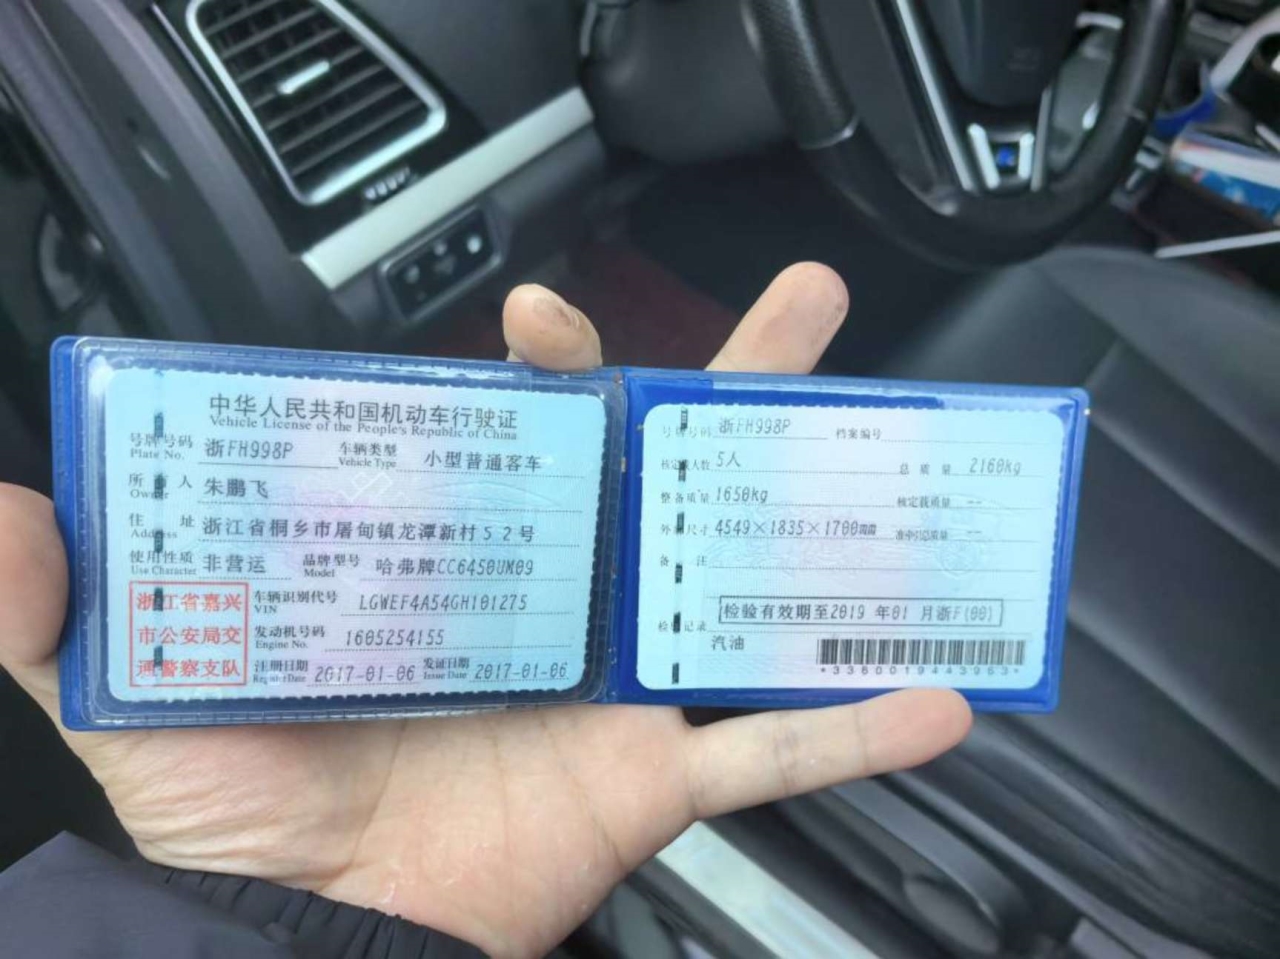 中华人民共和国机动车行驶证
Vehicle License of the People's Republic of China
号牌号码 浙FH998P 车辆类型 小型普通客车
Plate No. Vehicle Type
所有人 朱鹏飞
Owner
住址 浙江省桐乡市屠甸镇龙潭新村52号
Address
使用性质 非营运 品牌型号 哈弗牌CC6450UM09
Use Character Model
浙江省嘉兴
市公安局交
通警察支队
车辆识别代号 LGWEF4A54GH101275
VIN
发动机号码 1605254155
Engine No.
注册日期 2017-01-06 发证日期 2017-01-06
Register Date Issue Date
号牌号码 浙FH998P 档案编号
核定载人数 5人 总质量 2160kg
整备质量 1650kg 核定载质量 --
外廓尺寸 4549×1835×1700mm 准牵引总质量 --
备注
检验有效期至2019年01月浙F(00)
检验记录
汽油
*3360019443963*